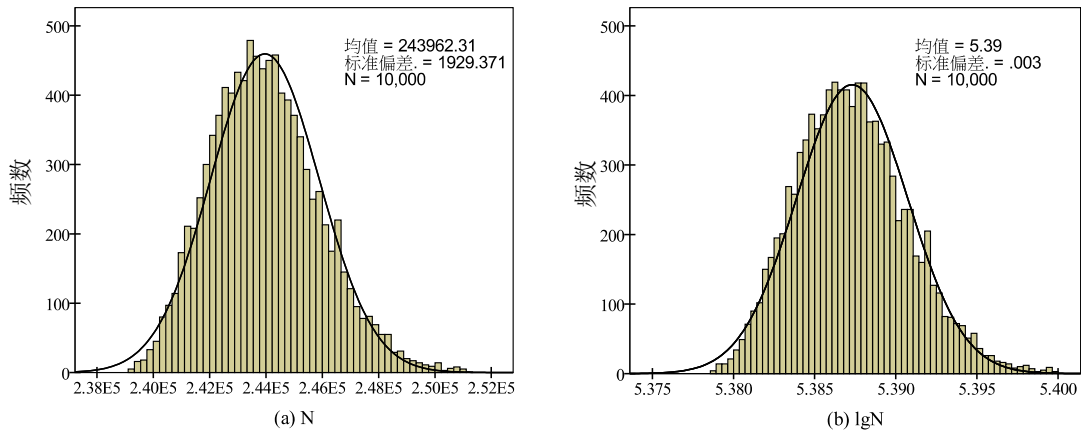 500
400
300
200
100
0
频数
均值 = 243962.31
标准偏差. = 1929.371
N = 10,000
2.38E5 2.40E5 2.42E5 2.44E5 2.46E5 2.48E5 2.50E5 2.52E5
(a) N
500
400
300
200
100
0
频数
均值 = 5.39
标准偏差. = .003
N = 10,000
5.375 5.380 5.385 5.390 5.395 5.400
(b) lgN